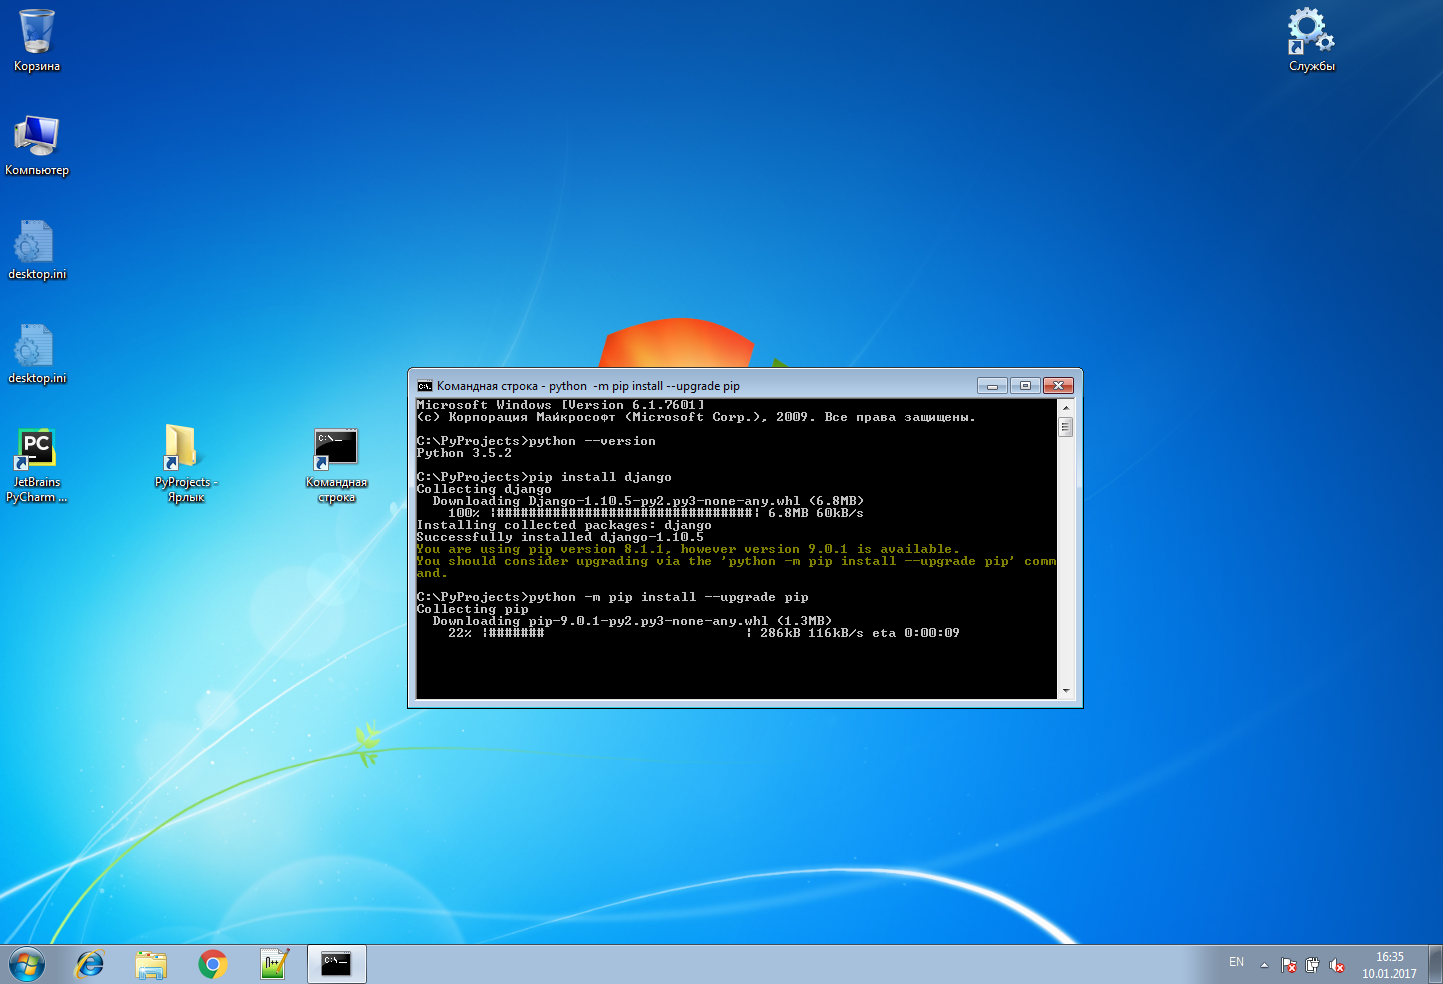 Корзина
Службы
Компьютер
desktop.ini
desktop.ini
PC
JetBrains
PyCharm ...
PyProjects -
Ярлык
C:\_
Командная
строка
C:\. Командная строка - python  -m pip install --upgrade pip
Microsoft Windows [Version 6.1.7601]
(c) Корпорация Майкрософт (Microsoft Corp.), 2009. Все права защищены.
C:\PyProjects>python --version
Python 3.5.2
C:\PyProjects>pip install django
Collecting django
  Downloading Django-1.10.5-py2.py3-none-any.whl (6.8MB)
    100% |################################| 6.8MB 60kB/s
Installing collected packages: django
Successfully installed django-1.10.5
You are using pip version 8.1.1, however version 9.0.1 is available.
You should consider upgrading via the 'python -m pip install --upgrade pip' comm
and.
C:\PyProjects>python -m pip install --upgrade pip
Collecting pip
  Downloading pip-9.0.1-py2.py3-none-any.whl (1.3MB)
    22% |#######                         | 286kB 116kB/s eta 0:00:09
C:\_
EN
16:35
10.01.2017